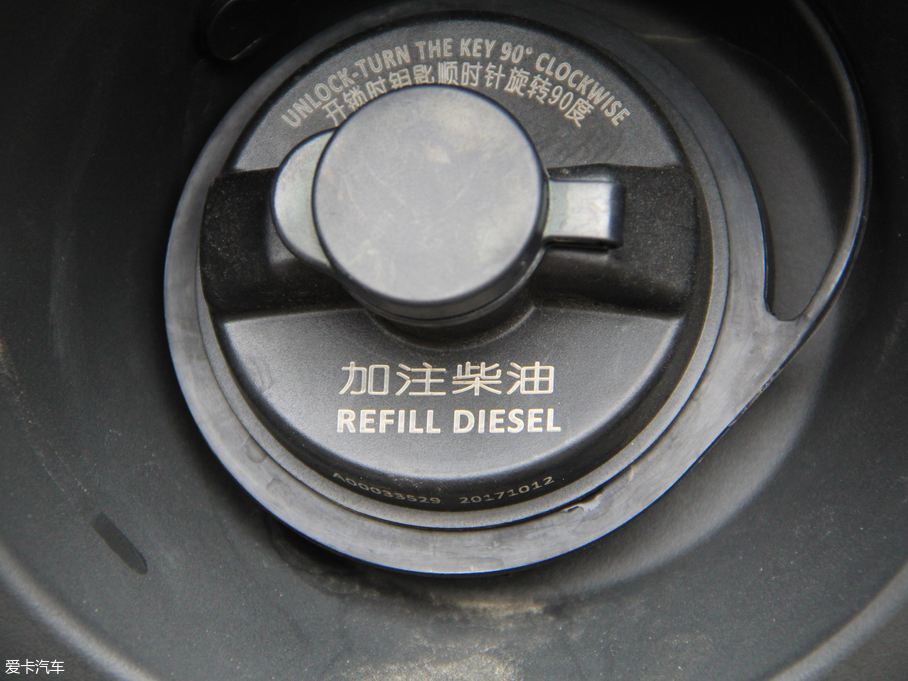 UNLOCK-TURN THE KEY 90° CLOCKWISE
开锁时钥匙顺时针旋转90度
加注柴油
REFILL DIESEL
A00033529 20171012
爱卡汽车